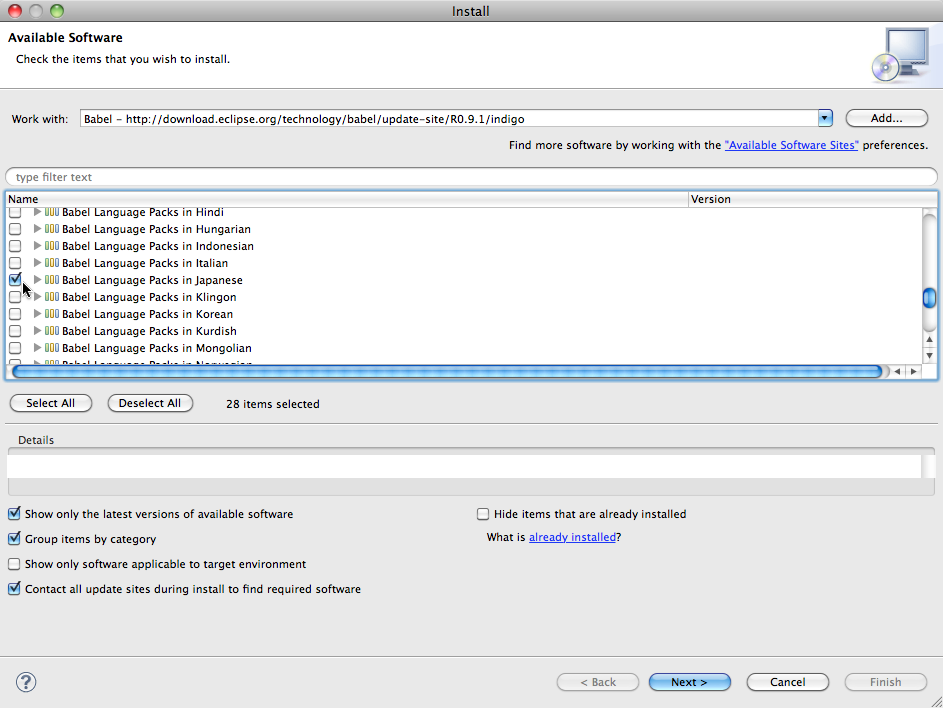 Install
Available Software
Check the items that you wish to install.
Work with: Babel – http://download.eclipse.org/technology/babel/update-site/R0.9.1/indigo Add...
Find more software by working with the "Available Software Sites" preferences.
type filter text
Name Version
Babel Language Packs in Hindi
Babel Language Packs in Hungarian
Babel Language Packs in Indonesian
Babel Language Packs in Italian
Babel Language Packs in Japanese
Babel Language Packs in Klingon
Babel Language Packs in Korean
Babel Language Packs in Kurdish
Babel Language Packs in Mongolian
Babel Language Packs in Norwegian
Select All Deselect All 28 items selected
Details
Show only the latest versions of available software Hide items that are already installed
Group items by category What is already installed?
Show only software applicable to target environment
Contact all update sites during install to find required software
? < Back Next > Cancel Finish